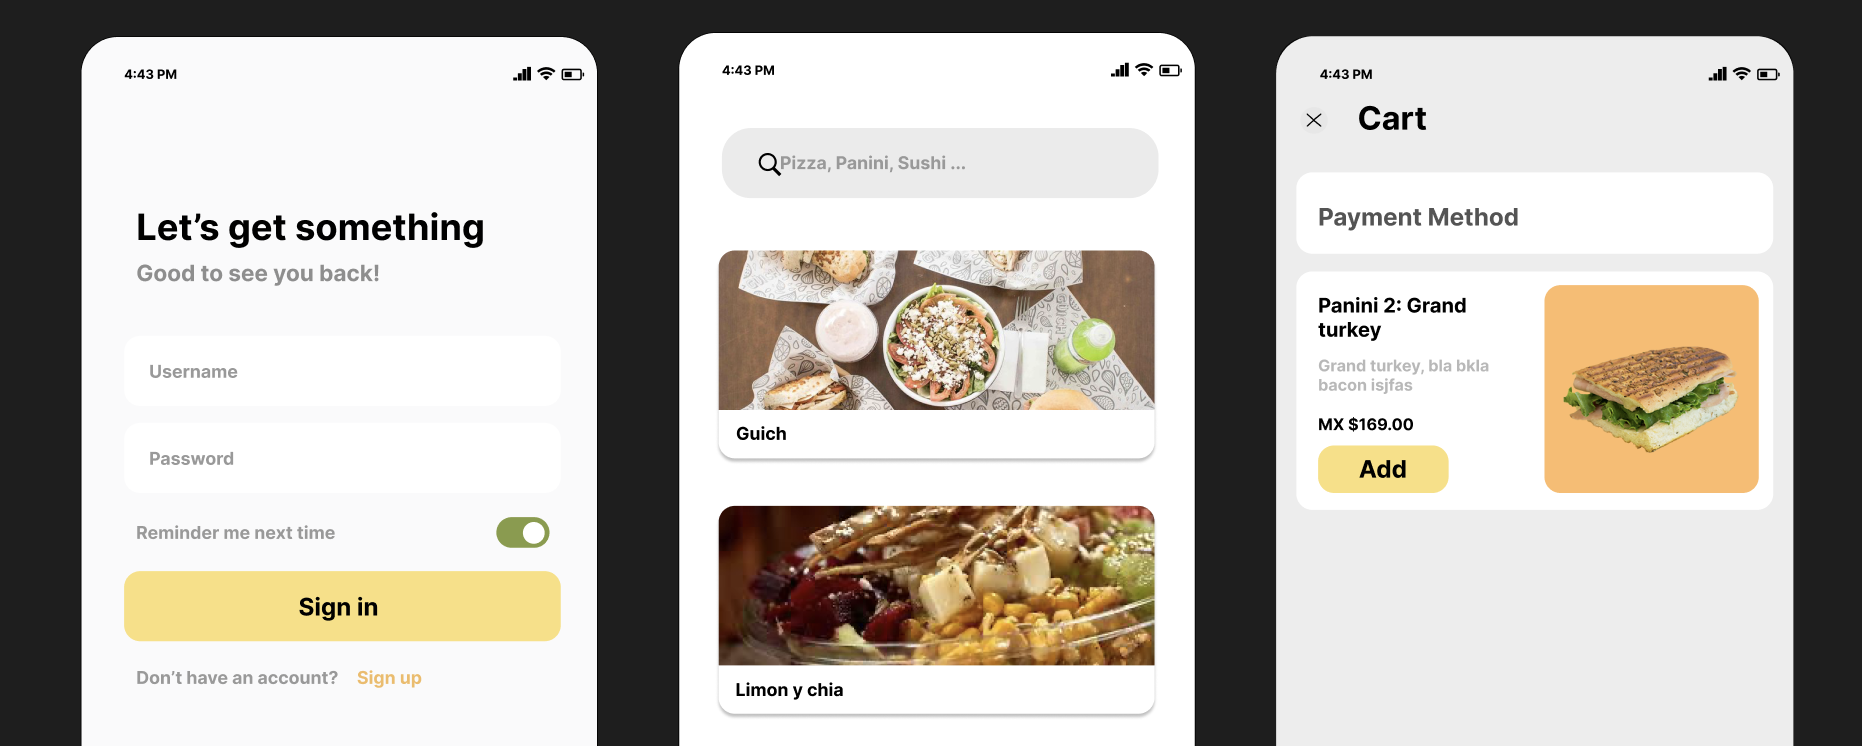 4:43 PM
Let’s get something
Good to see you back!
Username
Password
Reminder me next time
Sign in
Don’t have an account? Sign up
4:43 PM
Pizza, Panini, Sushi ...
Guich
Limon y chia
4:43 PM
Cart
Payment Method
Panini 2: Grand
turkey
Grand turkey, bla bkla
bacon isjfas
MX $169.00
Add